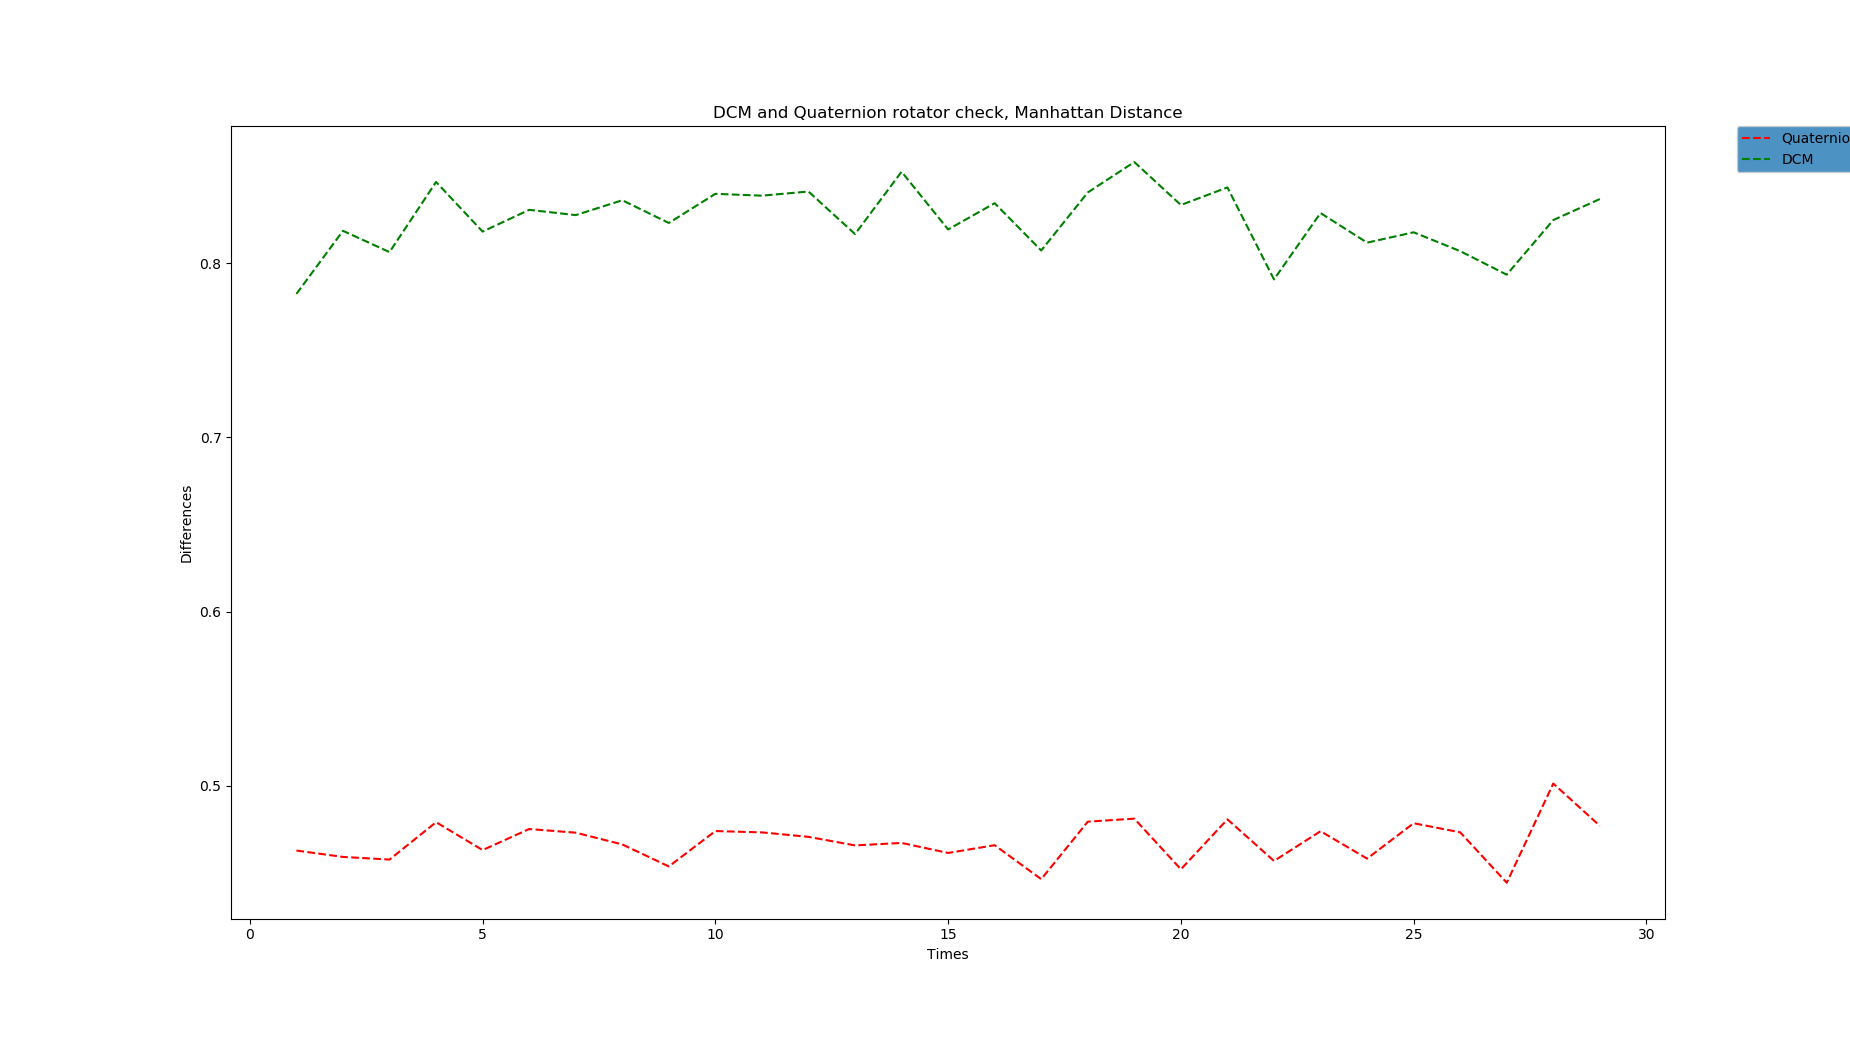 DCM and Quaternion rotator check, Manhattan Distance
Quaternio
DCM
0.8
0.7
0.6
0.5
Differences
0 5 10 15 20 25 30
Times